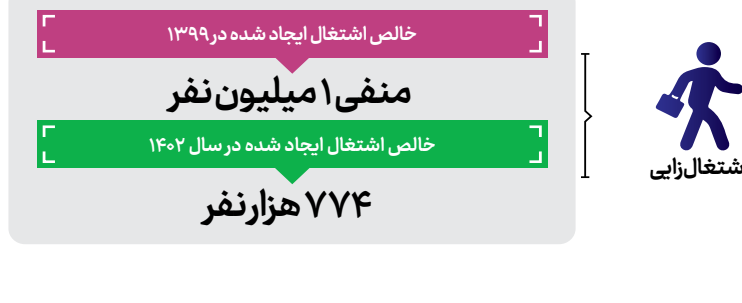 خالص اشتغال ایجاد شده در ۱۳۹۹
منفی ۱ میلیون نفر
خالص اشتغال ایجاد شده در سال ۱۴۰۲
۷۷۴ هزار نفر
شتغال‌زایی